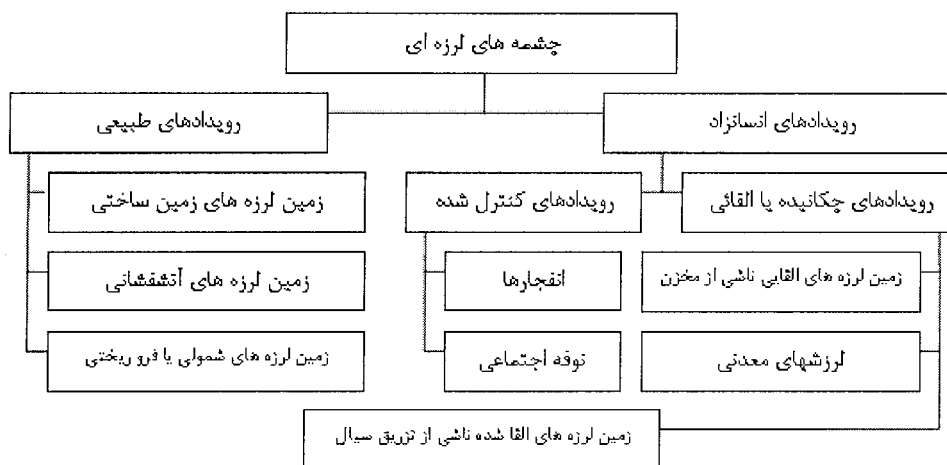 چشمه های لرزه ای
رویدادهای انسانزاد
رویدادهای طبیعی
رویدادهای چکانیده یا القائی
رویدادهای کنترل شده
زمین لرزه های زمین ساختی
زمین لرزه های القایی ناشی از مخزن
انفجارها
زمین لرزه های آتشفشانی
لرزشهای معدنی
نوفه اجتماعی
زمین لرزه های شمولی یا فرو ریختی
زمین لرزه های القا شده ناشی از تزریق سیال